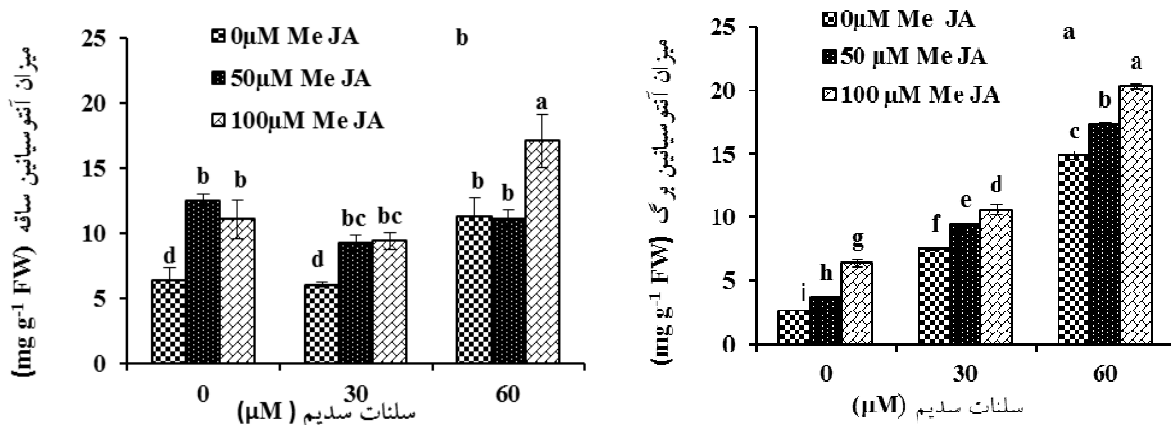 میزان آنتوسیانین ساقه (mg g-1 FW)
25
20
15
10
5
0
0µM Me JA
50µM Me JA
100µM Me JA
b
d
b
b
d
bc
bc
b
b
a
0
30
60
سلنات سدیم (µM)
میزان آنتوسیانین برگ (mg g-1 FW)
25
20
15
10
5
0
0µM Me JA
50 µM Me JA
100 µM Me JA
a
i
h
g
f
e
d
c
b
a
0
30
60
سلنات سدیم (µM)